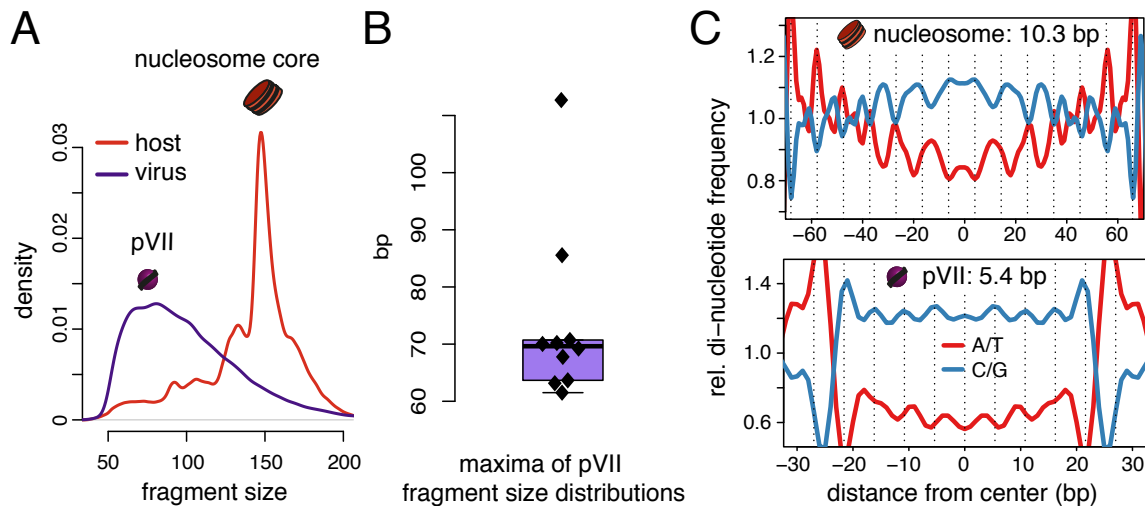 A
nucleosome core
host
virus
pVII
density
0
0.01
0.02
0.03
50
100
150
200
fragment size
B
bp
60
70
80
90
100
maxima of pVII
fragment size distributions
C
rel. di−nucleotide frequency
nucleosome: 10.3 bp
0.8
1.0
1.2
−60
−40
−20
0
20
40
60
pVII: 5.4 bp
A/T
C/G
0.6
1.0
1.4
−30
−20
−10
0
10
20
30
distance from center (bp)